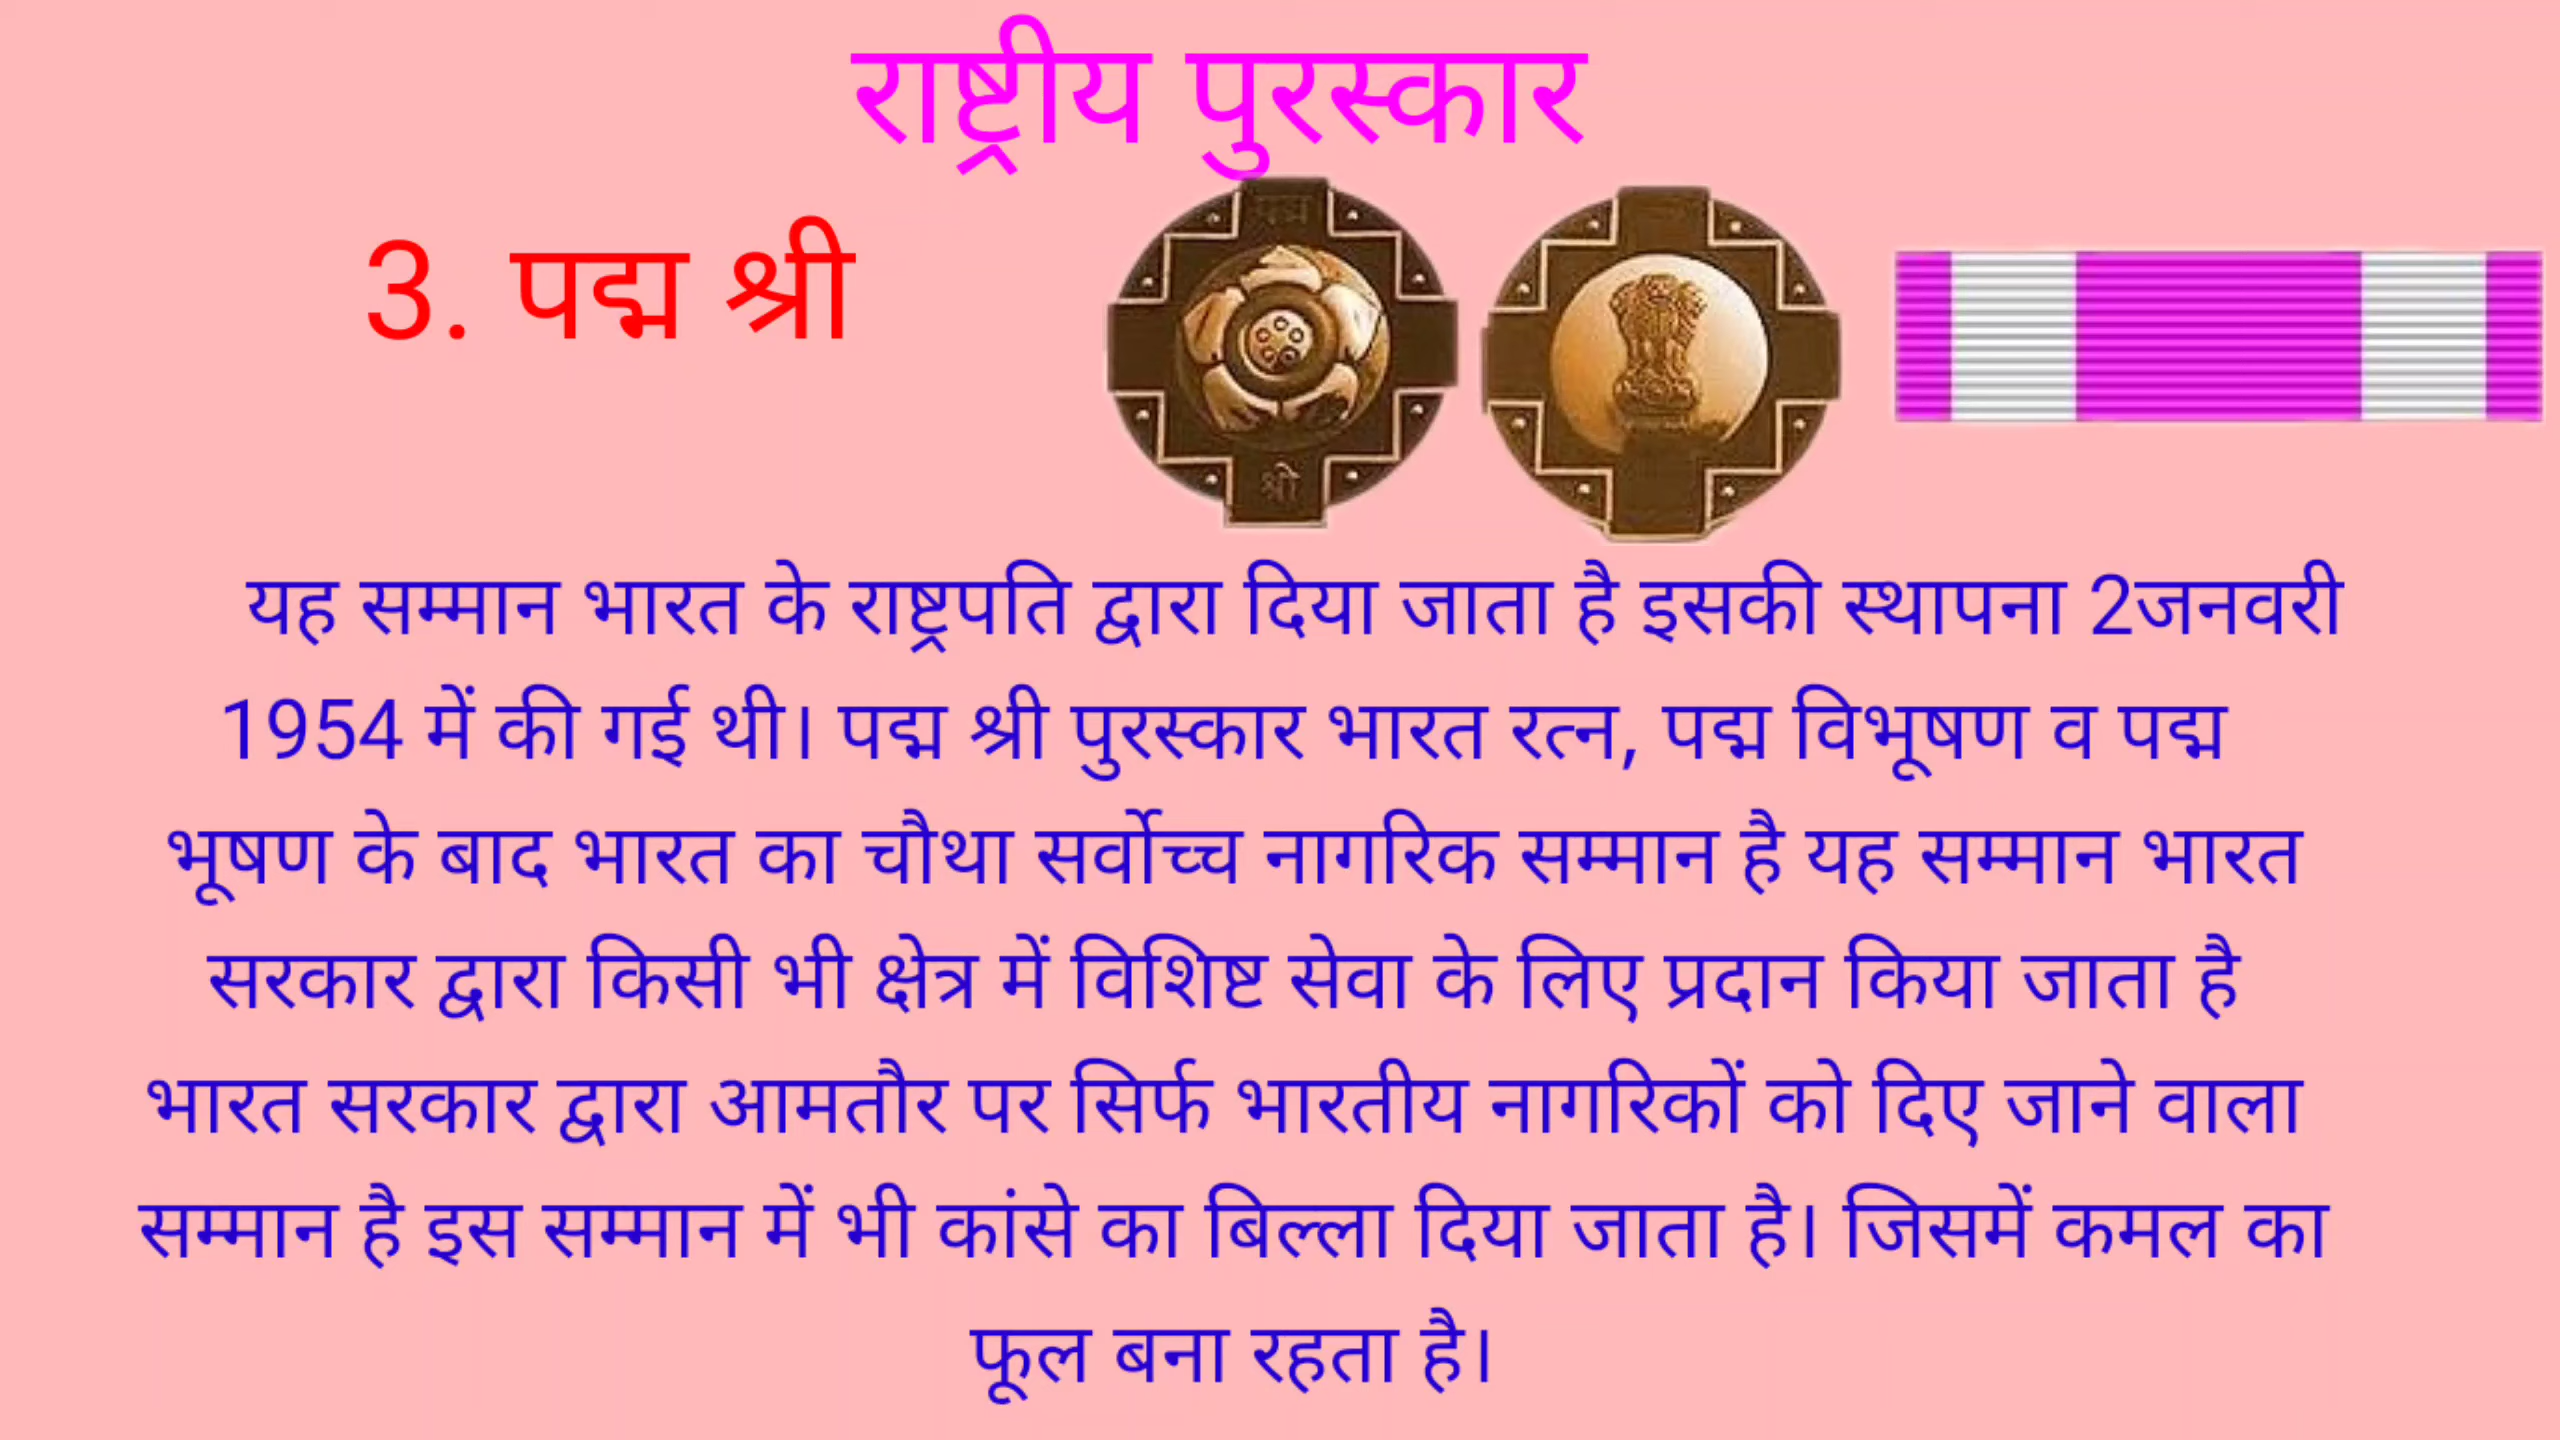 राष्ट्रीय पुरस्कार
3. पद्म श्री
पद्म
श्री
यह सम्मान भारत के राष्ट्रपति द्वारा दिया जाता है इसकी स्थापना 2जनवरी
1954 में की गई थी। पद्म श्री पुरस्कार भारत रत्न, पद्म विभूषण व पद्म
भूषण के बाद भारत का चौथा सर्वोच्च नागरिक सम्मान है यह सम्मान भारत
सरकार द्वारा किसी भी क्षेत्र में विशिष्ट सेवा के लिए प्रदान किया जाता है
भारत सरकार द्वारा आमतौर पर सिर्फ भारतीय नागरिकों को दिए जाने वाला
सम्मान है इस सम्मान में भी कांसे का बिल्ला दिया जाता है। जिसमें कमल का
फूल बना रहता है।